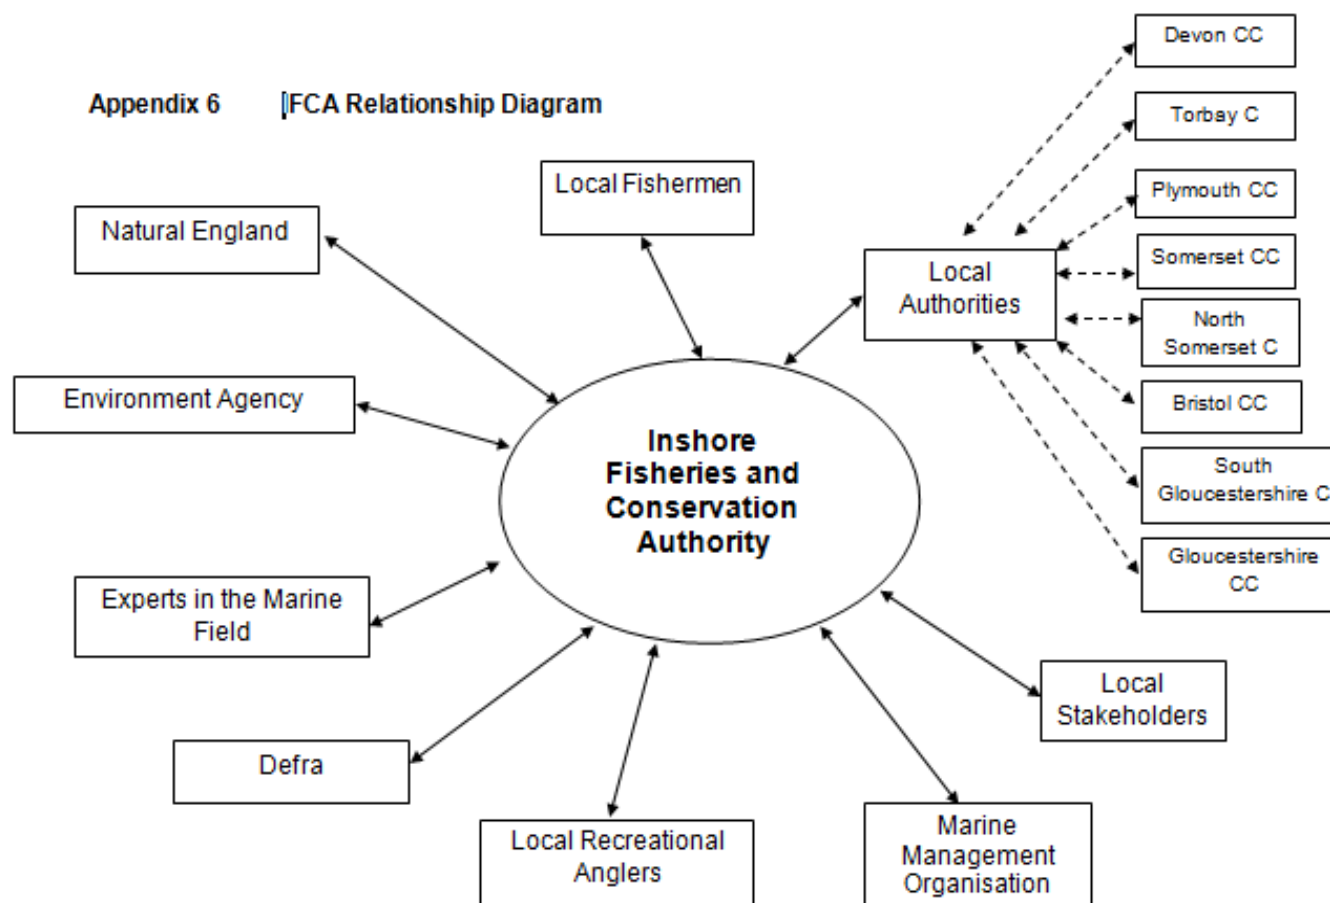 Devon CC
Appendix 6 IFCA Relationship Diagram
Torbay C
Local Fishermen
Plymouth CC
Natural England
Somerset CC
Local
Authorities
North
Somerset C
Environment Agency
Bristol CC
Inshore
Fisheries and
Conservation
Authority
South
Gloucestershire C
Gloucestershire
CC
Experts in the Marine
Field
Local
Stakeholders
Defra
Local Recreational
Anglers
Marine
Management
Organisation